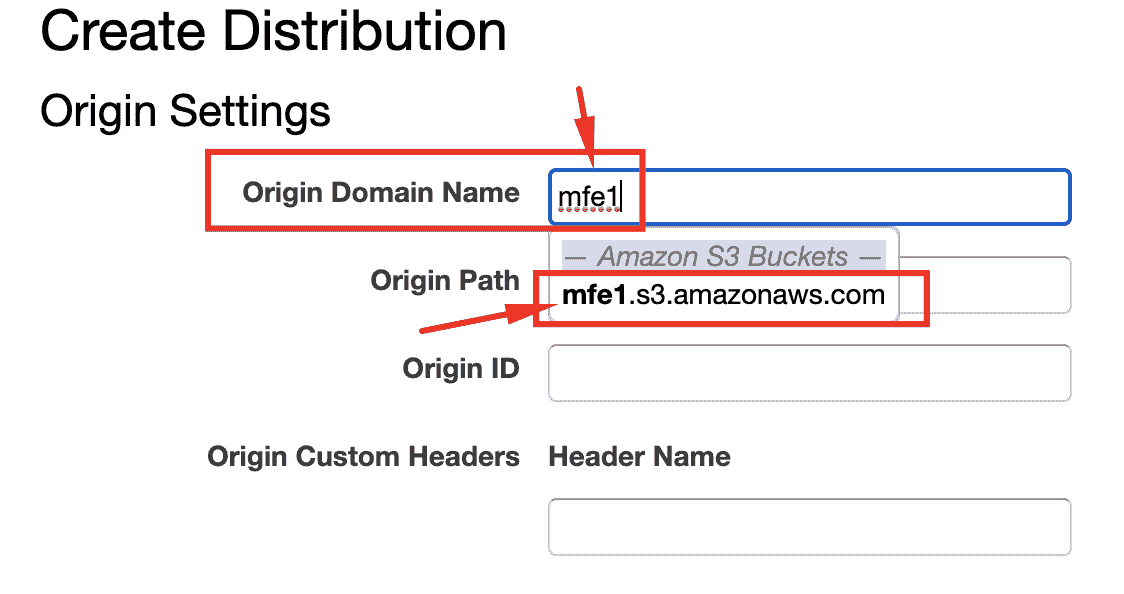 Create Distribution
Origin Settings
Origin Domain Name
mfe1
— Amazon S3 Buckets —
Origin Path
mfe1.s3.amazonaws.com
Origin ID
Origin Custom Headers
Header Name